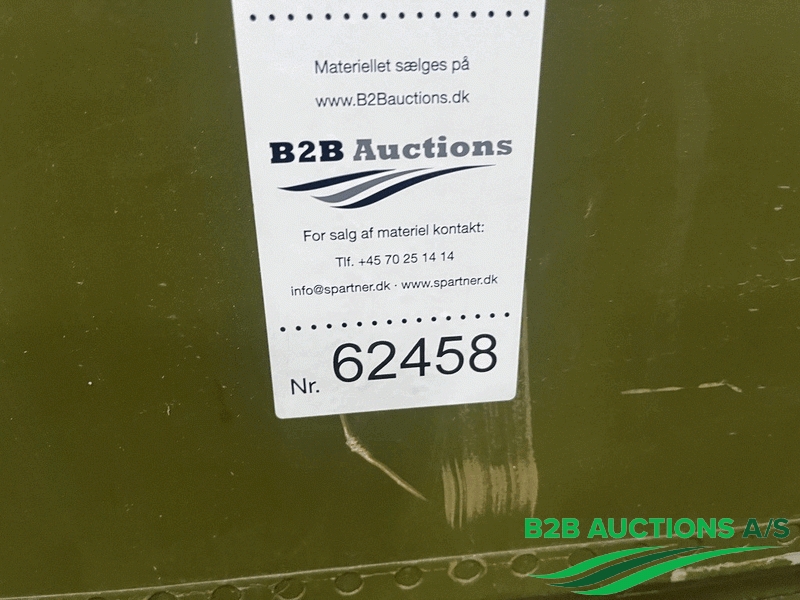 Materiellet sælges på
www.B2Bauctions.dk
B2B Auctions
For salg af materiel kontakt:
Tlf. +45 70 25 14 14
info@spartner.dk · www.spartner.dk
Nr. 62458
B2B AUCTIONS A/S